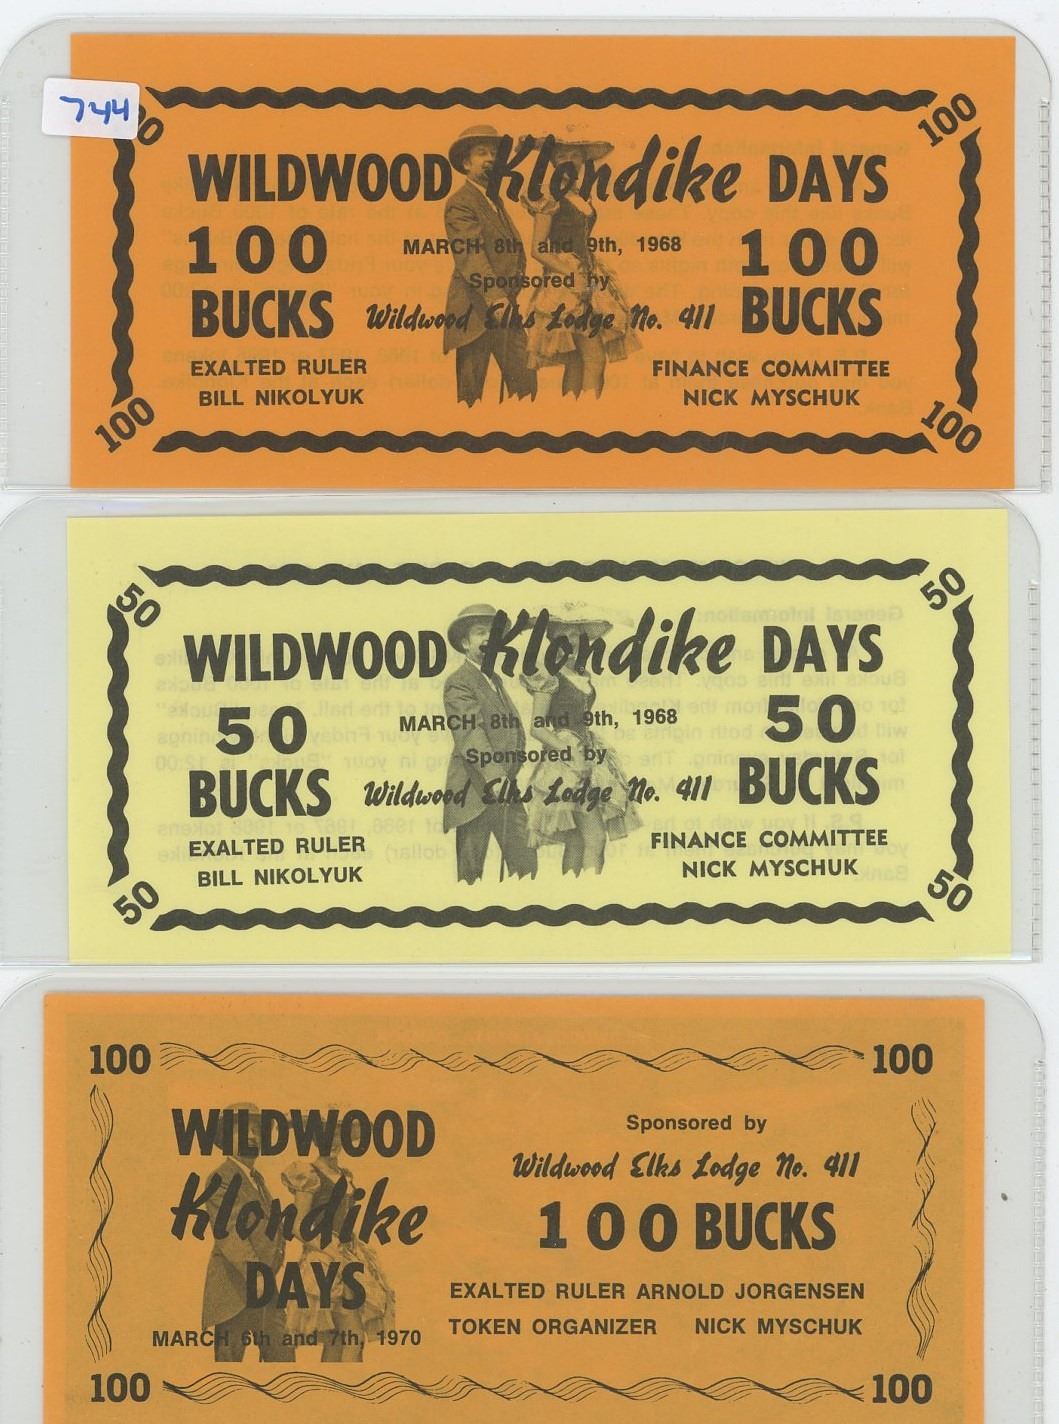 744
100
WILDWOOD Klondike DAYS
100 MARCH 8th and 9th, 1968 100
Sponsored by
BUCKS Wildwood Elks Lodge No. 411 BUCKS
EXALTED RULER FINANCE COMMITTEE
BILL NIKOLYUK NICK MYSCHUK
100 100
50 50
WILDWOOD Klondike DAYS
50 MARCH 8th and 9th, 1968 50
Sponsored by
BUCKS Wildwood Elks Lodge No. 411 BUCKS
EXALTED RULER FINANCE COMMITTEE
BILL NIKOLYUK NICK MYSCHUK
50 50
100 100
WILDWOOD
Klondike
DAYS
MARCH 6th and 7th, 1970
Sponsored by
Wildwood Elks Lodge No. 411
100 BUCKS
EXALTED RULER ARNOLD JORGENSEN
TOKEN ORGANIZER NICK MYSCHUK
100 100